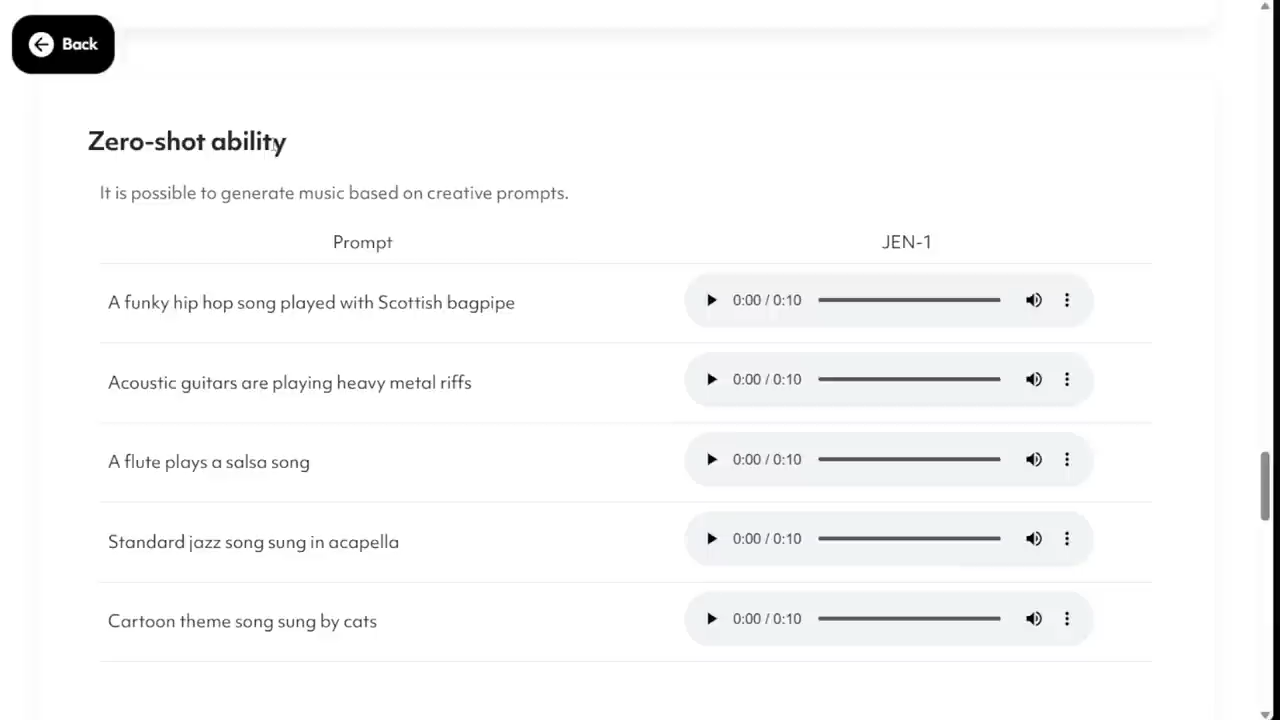 Back
Zero-shot ability
It is possible to generate music based on creative prompts.
Prompt JEN-1
A funky hip hop song played with Scottish bagpipe 0:00 / 0:10
Acoustic guitars are playing heavy metal riffs 0:00 / 0:10
A flute plays a salsa song 0:00 / 0:10
Standard jazz song sung in acapella 0:00 / 0:10
Cartoon theme song sung by cats 0:00 / 0:10